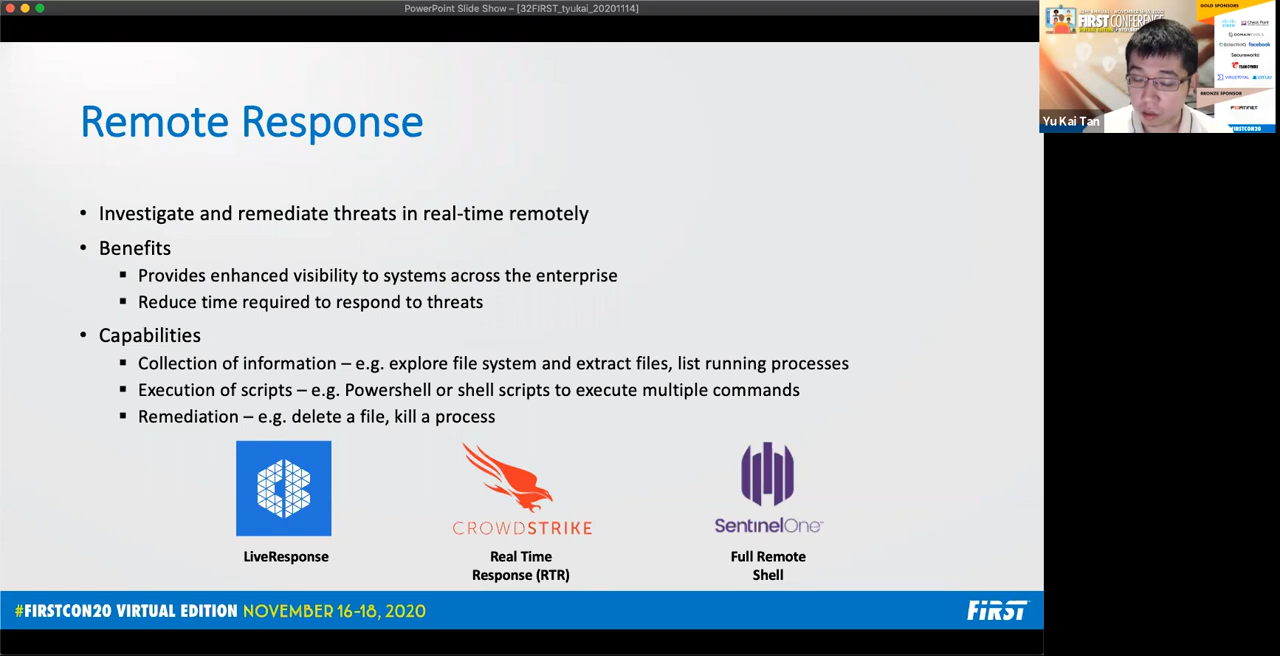 PowerPoint Slide Show – [32FIRST_tyukai_20201114]
Remote Response
• Investigate and remediate threats in real-time remotely
• Benefits
▪ Provides enhanced visibility to systems across the enterprise
▪ Reduce time required to respond to threats
• Capabilities
▪ Collection of information – e.g. explore file system and extract files, list running processes
▪ Execution of scripts – e.g. Powershell or shell scripts to execute multiple commands
▪ Remediation – e.g. delete a file, kill a process
CROWDSTRIKE
SentinelOne
LiveResponse
Real Time
Response (RTR)
Full Remote
Shell
#FIRSTCON20 VIRTUAL EDITION NOVEMBER 16-18, 2020
FiRST
FIRST CONFERENCE
GOLD SPONSORS
Check Point
DOMAINTOOLS
facebook
Secureworks
VIRUSTOTAL
BRONZE SPONSOR
FORTINET
#FIRSTCON20
Yu Kai Tan